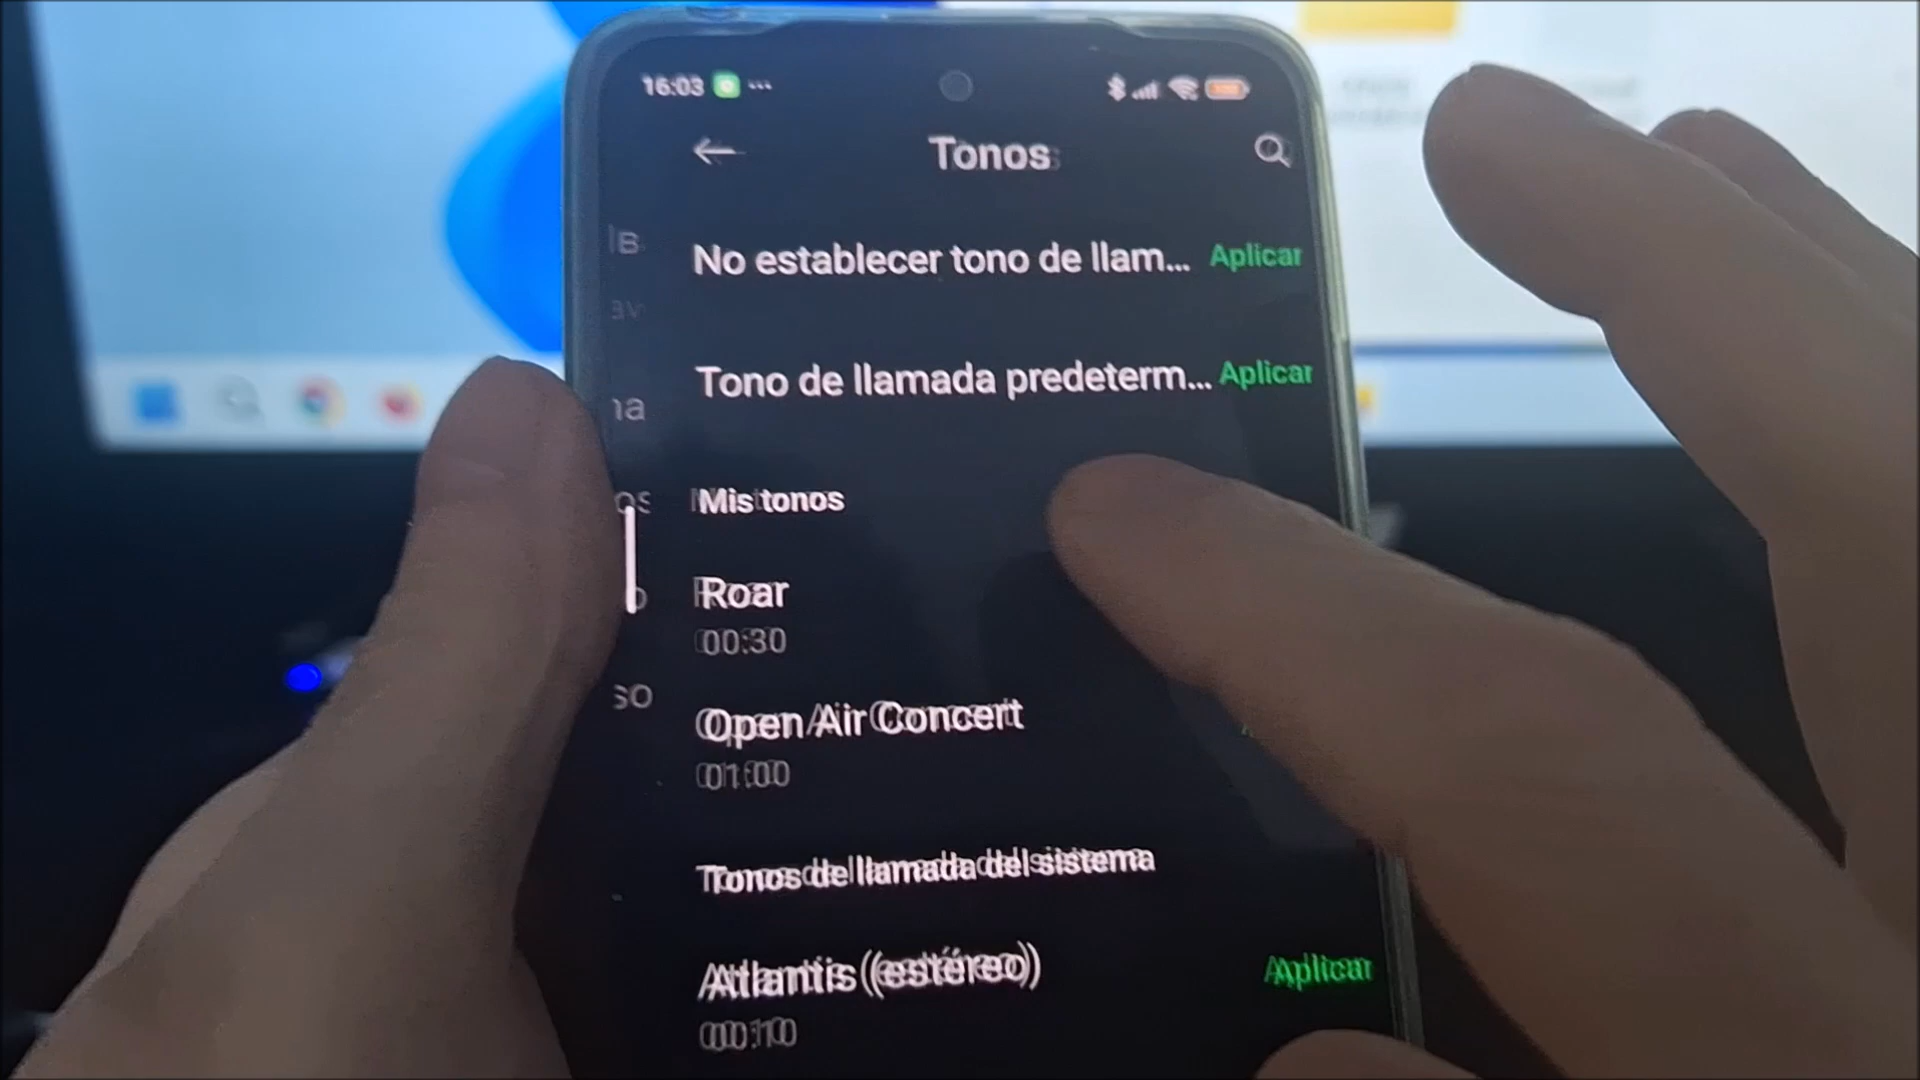 16:03
Tonos
No establecer tono de llam... Aplicar
Tono de llamada predeterm... Aplicar
Mis tonos
Roar
00:30
Open Air Concert
01:00
Tonos de llamada del sistema
Atlantis (estéreo) Aplicar